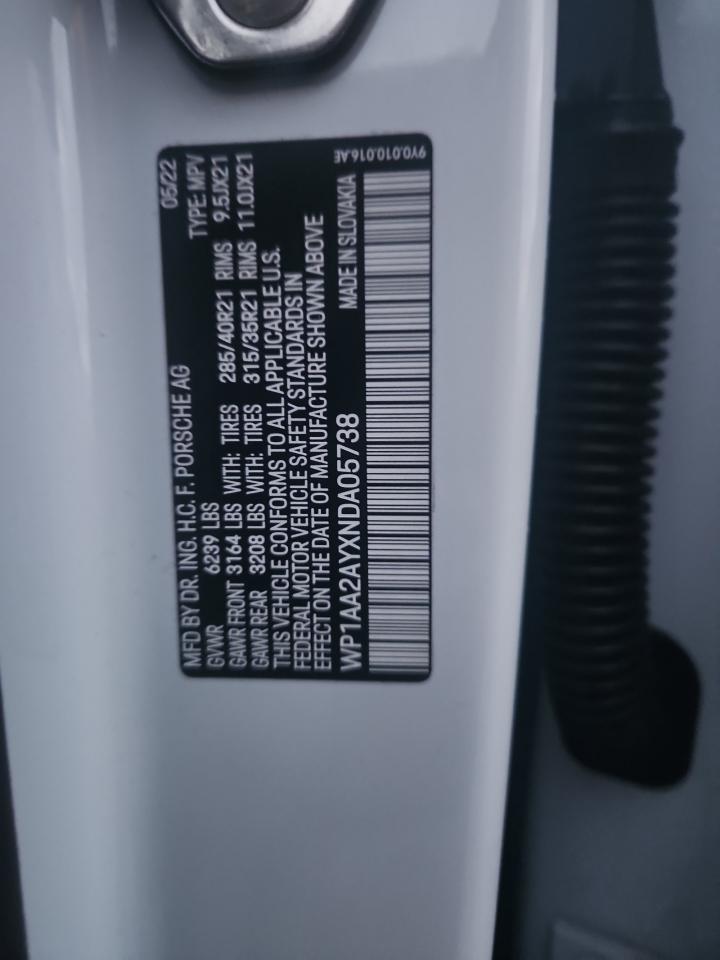 MFD BY DR. ING. H.C. F. PORSCHE AG 05/22
GVWR 6239 LBS TYPE: MPV
GAWR FRONT 3164 LBS WITH: TIRES 285/40R21 RIMS 9.5JX21
GAWR REAR 3208 LBS WITH: TIRES 315/35R21 RIMS 11.0JX21
THIS VEHICLE CONFORMS TO ALL APPLICABLE U.S.
FEDERAL MOTOR VEHICLE SAFETY STANDARDS IN
EFFECT ON THE DATE OF MANUFACTURE SHOWN ABOVE
WP1AA2AYXNDA05738 MADE IN SLOVAKIA
9Y0.010.016.AE